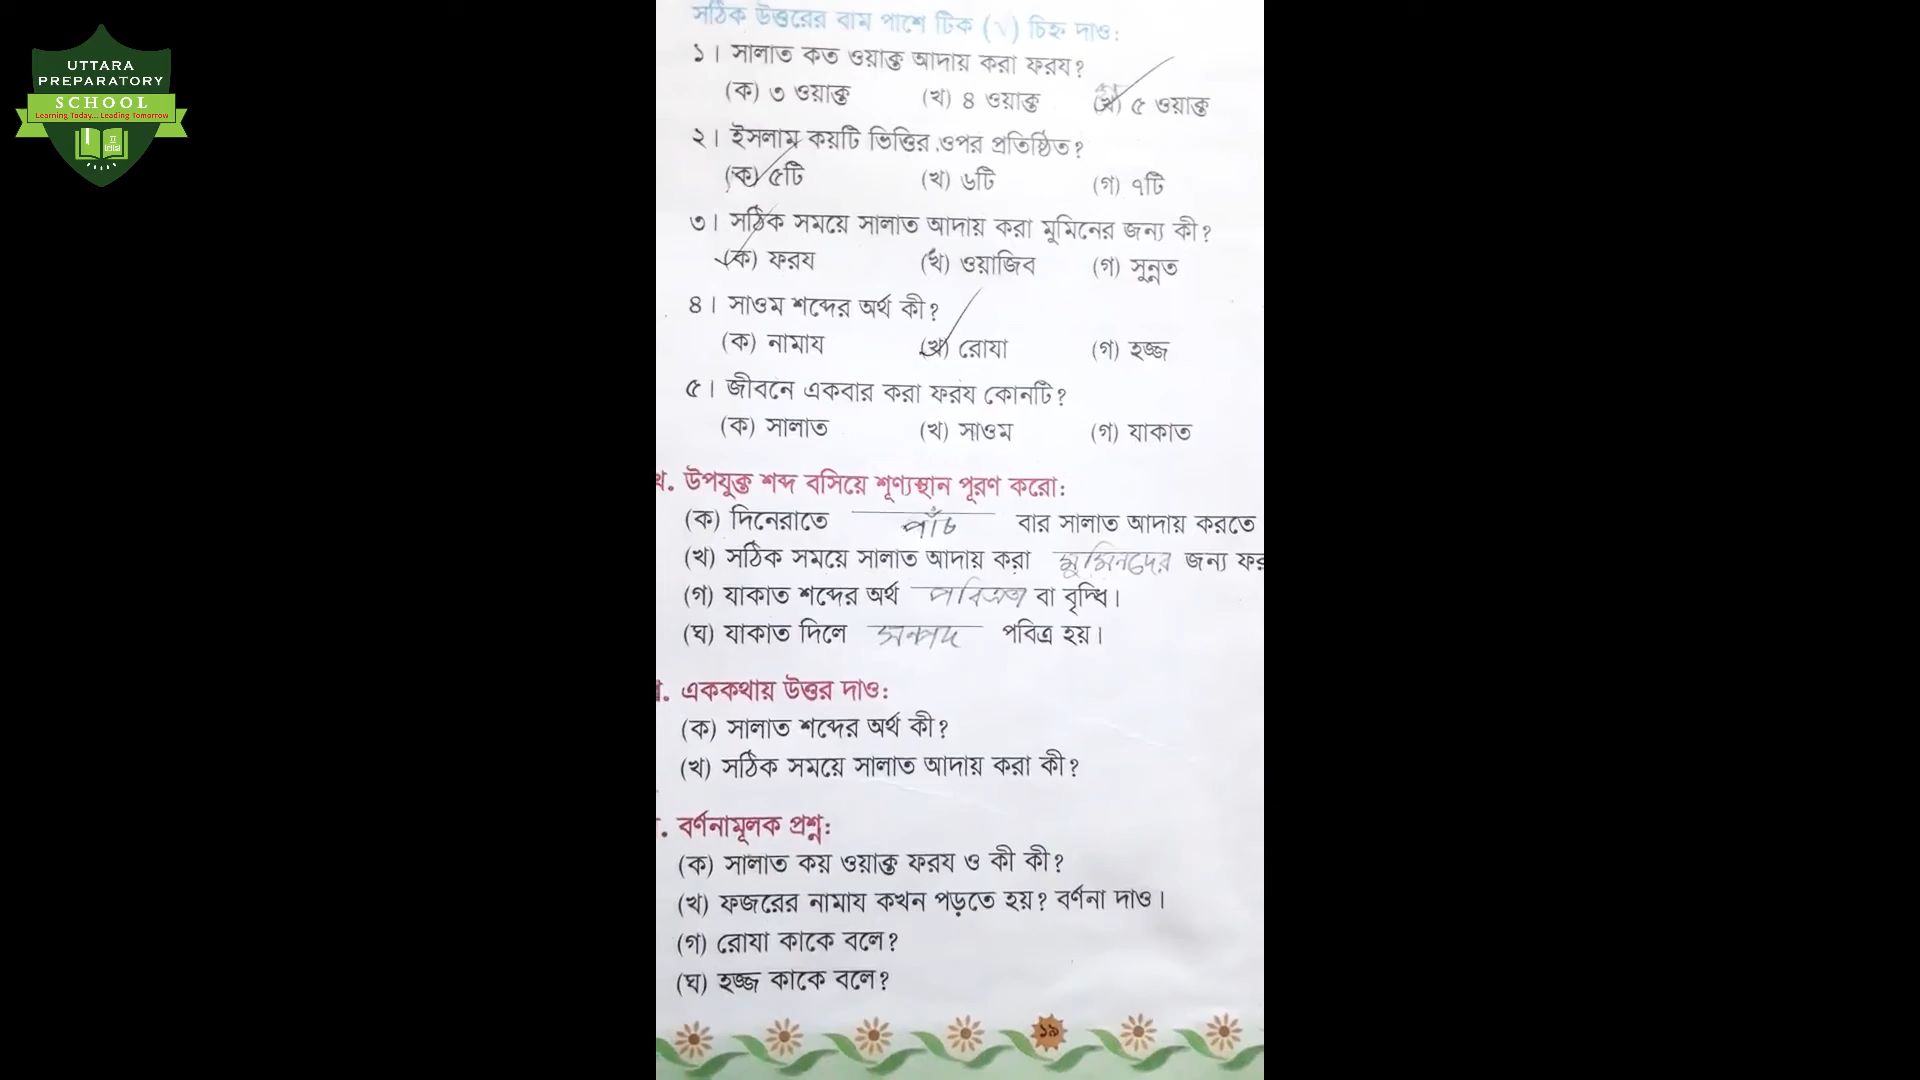 UTTARA
PREPARATORY
SCHOOL
Learning Today... Leading Tomorrow
সঠিক উত্তরের বাম পাশে টিক (√) চিহ্ন দাও:
১। সালাত কত ওয়াক্ত আদায় করা ফরয?
(ক) ৩ ওয়াক্ত (খ) ৪ ওয়াক্ত (গ) ৫ ওয়াক্ত
২। ইসলাম কয়টি ভিত্তির ওপর প্রতিষ্ঠিত?
(ক) ৫টি (খ) ৬টি (গ) ৭টি
৩। সঠিক সময়ে সালাত আদায় করা মুমিনের জন্য কী?
(ক) ফরয (খ) ওয়াজিব (গ) সুন্নত
৪। সাওম শব্দের অর্থ কী?
(ক) নামায (খ) রোযা (গ) হজ্জ
৫। জীবনে একবার করা ফরয কোনটি?
(ক) সালাত (খ) সাওম (গ) যাকাত
খ. উপযুক্ত শব্দ বসিয়ে শূণ্যস্থান পূরণ করো:
(ক) দিনেরাতে পাঁচ বার সালাত আদায় করতে
(খ) সঠিক সময়ে সালাত আদায় করা মুমিনদের জন্য ফর
(গ) যাকাত শব্দের অর্থ পবিত্রতা বা বৃদ্ধি।
(ঘ) যাকাত দিলে সম্পদ পবিত্র হয়।
. এককথায় উত্তর দাও:
(ক) সালাত শব্দের অর্থ কী?
(খ) সঠিক সময়ে সালাত আদায় করা কী?
. বর্ণনামূলক প্রশ্ন:
(ক) সালাত কয় ওয়াক্ত ফরয ও কী কী?
(খ) ফজরের নামায কখন পড়তে হয়? বর্ণনা দাও।
(গ) রোযা কাকে বলে?
(ঘ) হজ্জ কাকে বলে?
১৯